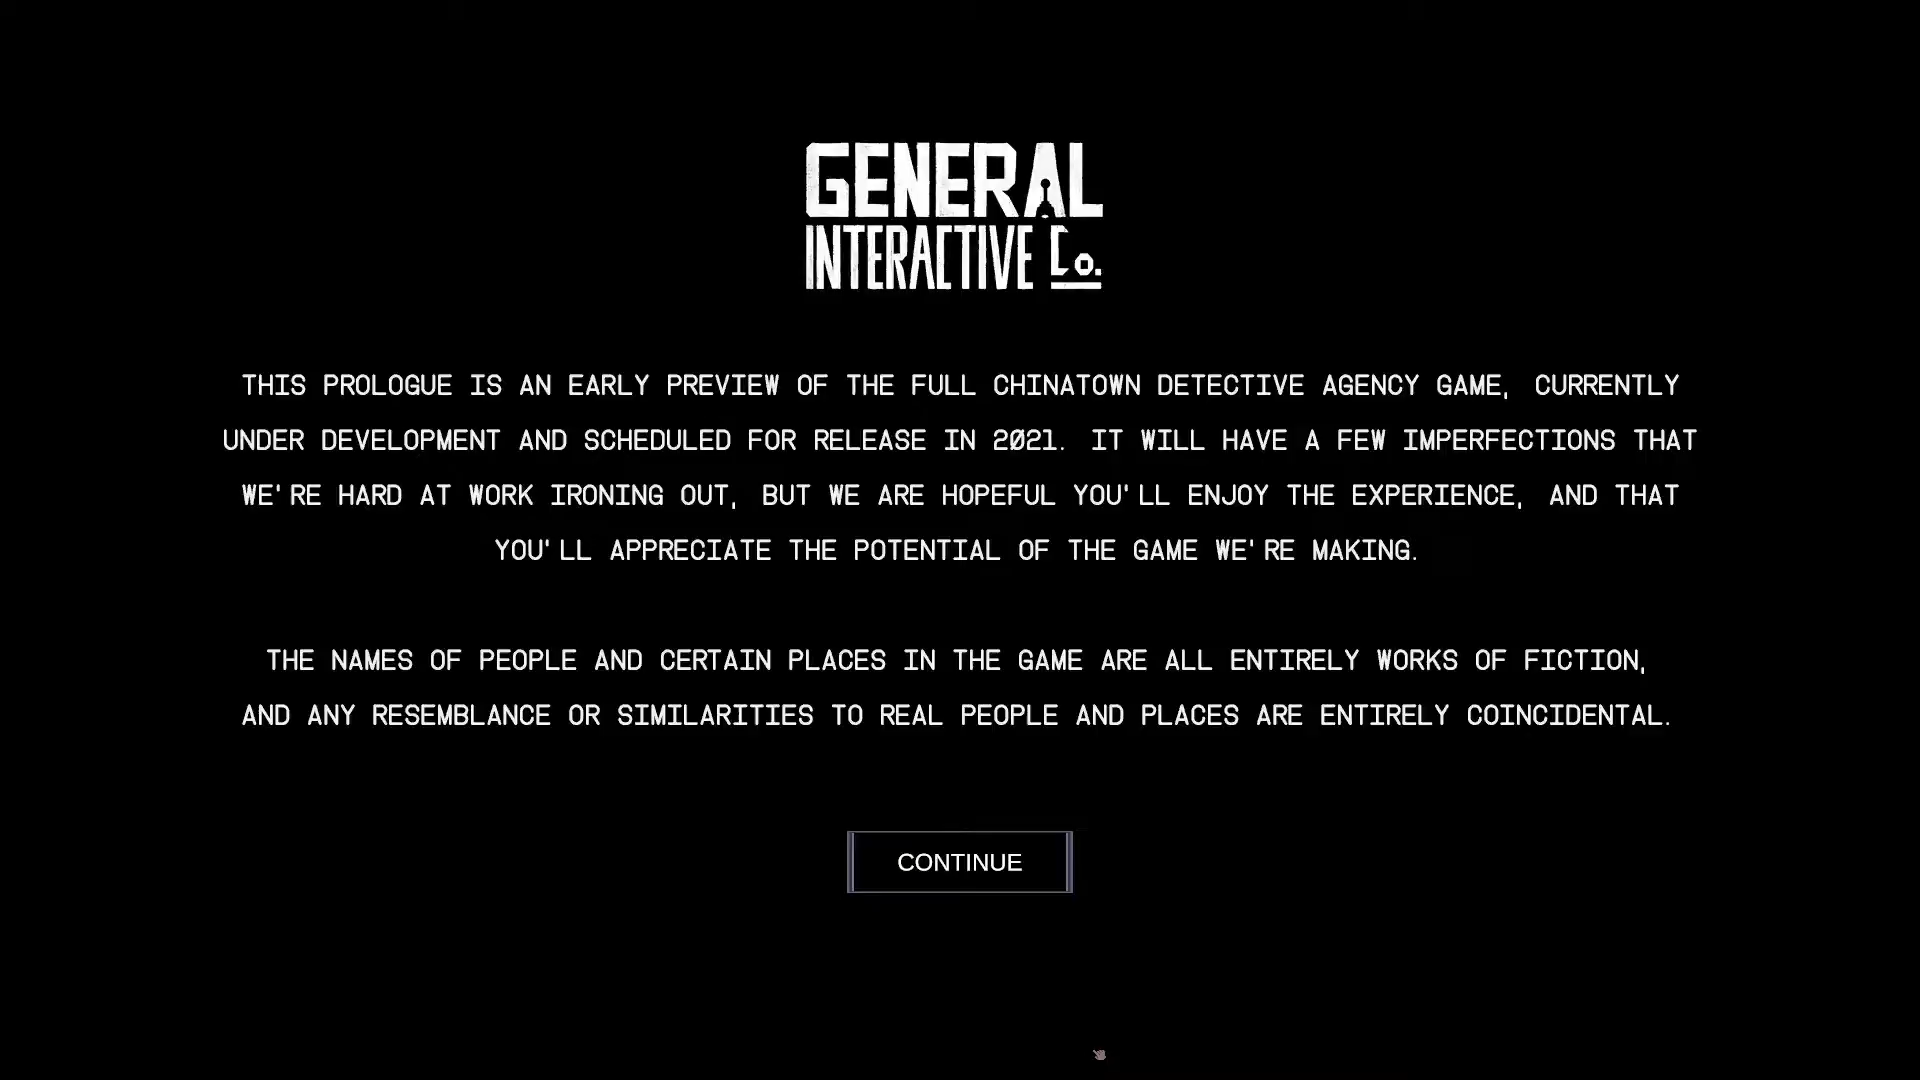 GENERAL
INTERACTIVE Co.
THIS PROLOGUE IS AN EARLY PREVIEW OF THE FULL CHINATOWN DETECTIVE AGENCY GAME, CURRENTLY
UNDER DEVELOPMENT AND SCHEDULED FOR RELEASE IN 2021. IT WILL HAVE A FEW IMPERFECTIONS THAT
WE'RE HARD AT WORK IRONING OUT, BUT WE ARE HOPEFUL YOU'LL ENJOY THE EXPERIENCE, AND THAT
YOU'LL APPRECIATE THE POTENTIAL OF THE GAME WE'RE MAKING.
THE NAMES OF PEOPLE AND CERTAIN PLACES IN THE GAME ARE ALL ENTIRELY WORKS OF FICTION,
AND ANY RESEMBLANCE OR SIMILARITIES TO REAL PEOPLE AND PLACES ARE ENTIRELY COINCIDENTAL.
CONTINUE